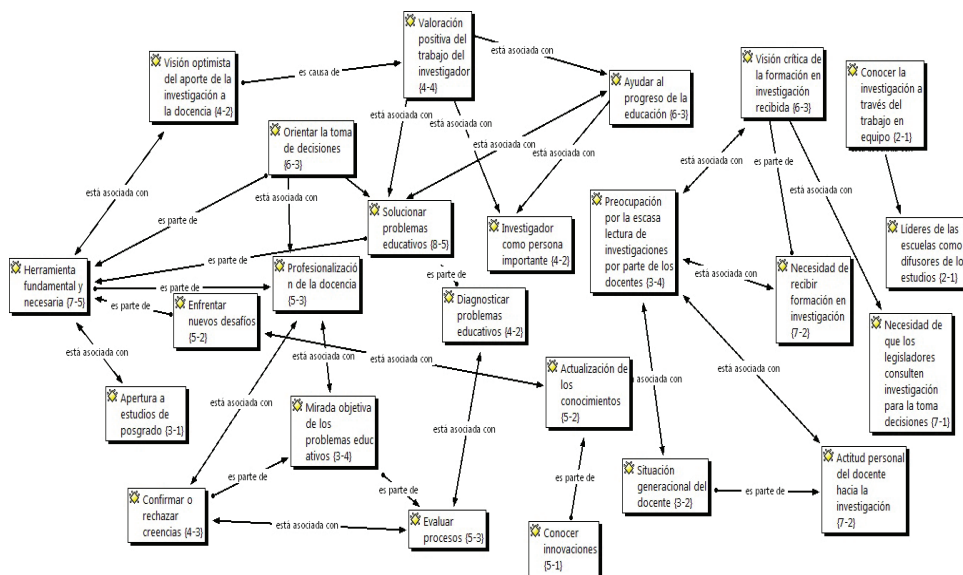 Valoración
positiva del
trabajo del
investigador
{4-4}
está asociada con
Visión optimista
del aporte de la
investigación a
la docencia {4-2}
es causa de
Ayudar al
progreso de la
educación {6-3}
Visión crítica de
la formación en
investigación
recibida {6-3}
Conocer la
investigación a
través del
trabajo en
equipo {2-1}
Orientar la toma
de decisiones
{6-3}
está asociada con
está asociada con
está asociada con
está asociada con
está asociada con
es parte de
está asociada con
está asociada con
es parte de
está asociada con
Solucionar
problemas
educativos {8-5}
Investigador
como persona
importante {4-2}
Preocupación
por la escasa
lectura de
investigaciones
por parte de los
docentes {3-4}
Líderes de las
escuelas como
difusores de los
estudios {2-1}
Herramienta
fundamental y
necesaria {7-5}
es parte de
Profesionalizació
n de la docencia
{5-3}
es parte de
está asociada con
Necesidad de
recibir
formación en
investigación
{7-2}
es parte de
Enfrentar
nuevos desafíos
{5-2}
Diagnosticar
problemas
educativos {4-2}
Necesidad de
que los
legisladores
consulten
investigación
para la toma
decisiones {7-1}
está asociada con
está asociada con
está asociada con
está asociada con
está asociada con
Actualización de
los
conocimientos
{5-2}
está asociada con
Apertura a
estudios de
posgrado {3-1}
está asociada con
Mirada objetiva
de los
problemas educ
ativos {3-4}
Situación
generacional del
docente {3-2}
es parte de
Actitud personal
del docente
hacia la
investigación
{7-2}
es parte de
es parte de
es parte de
Confirmar o
rechazar
creencias {4-3}
está asociada con
Evaluar
procesos {5-3}
Conocer
innovaciones
{5-1}